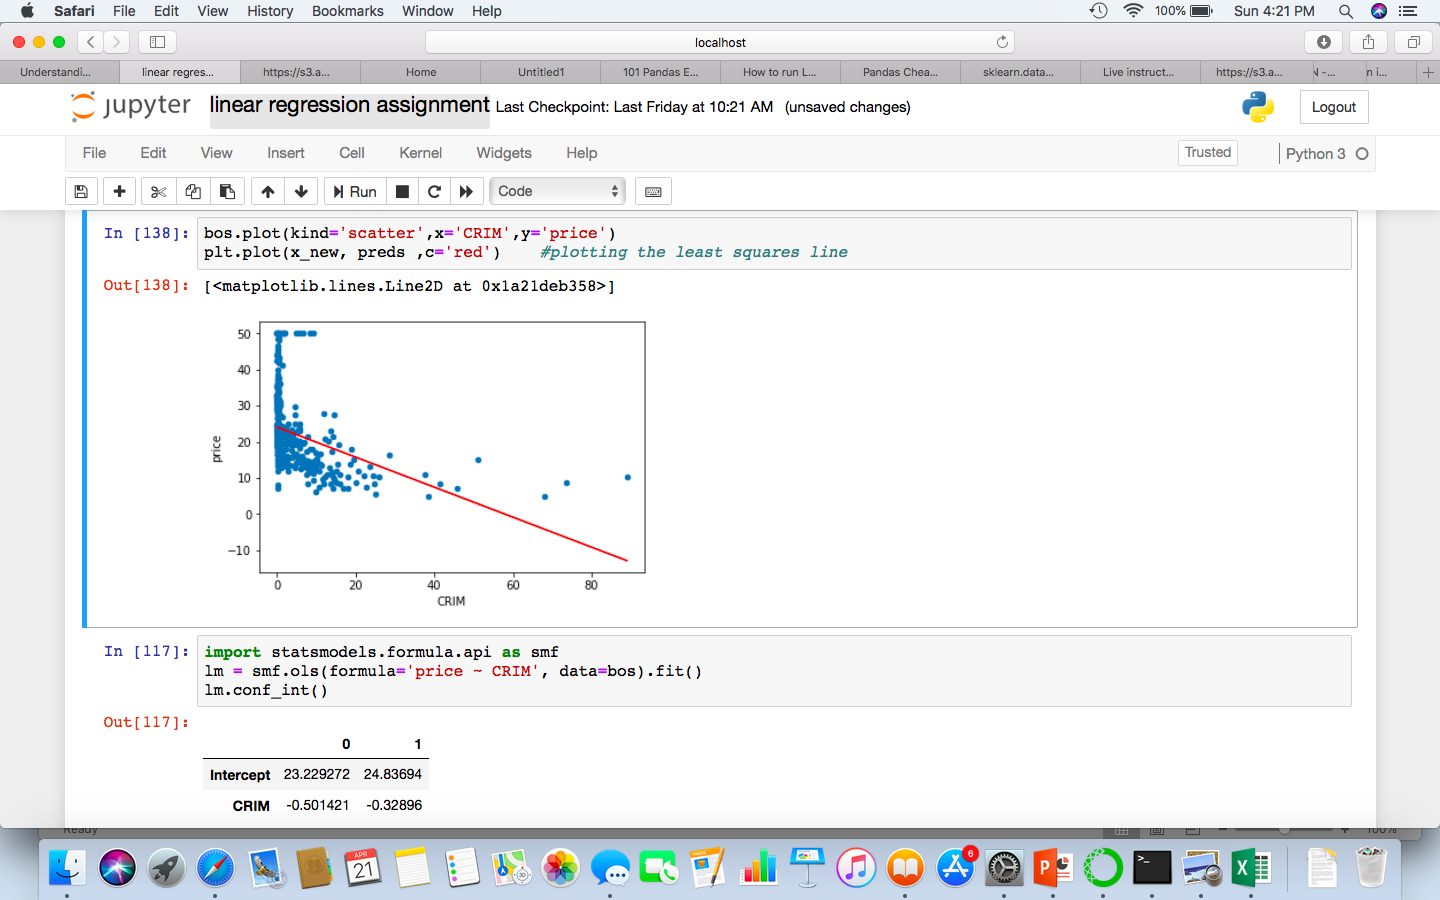 Safari File Edit View History Bookmarks Window Help 100% Sun 4:21 PM
localhost
Understandi... linear regres... https://s3.a... Home Untitled1 101 Pandas E... How to run L... Pandas Chea... sklearn.data... Live instruct... https://s3.a... N -... n i...
jupyter linear regression assignment Last Checkpoint: Last Friday at 10:21 AM (unsaved changes) Logout
File Edit View Insert Cell Kernel Widgets Help Trusted Python 3
Run Code
In [138]: bos.plot(kind='scatter',x='CRIM',y='price')
plt.plot(x_new, preds ,c='red') #plotting the least squares line
Out[138]: [<matplotlib.lines.Line2D at 0x1a21deb358>]
50
40
30
20
10
0
−10
price
0 20 40 60 80
CRIM
In [117]: import statsmodels.formula.api as smf
lm = smf.ols(formula='price ~ CRIM', data=bos).fit()
lm.conf_int()
Out[117]:
0 1
Intercept 23.229272 24.83694
CRIM -0.501421 -0.32896
Ready 100%
APR
21
6